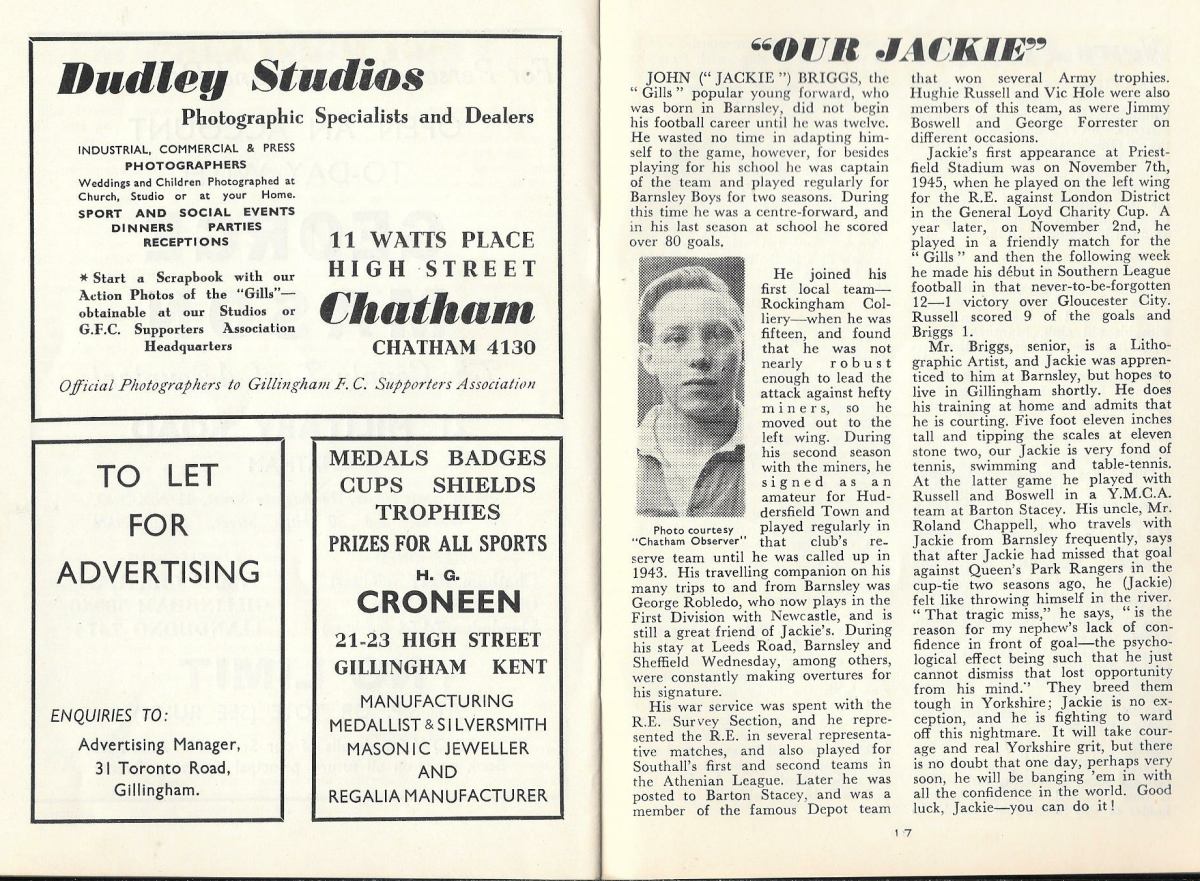 Dudley Studios
Photographic Specialists and Dealers
INDUSTRIAL, COMMERCIAL & PRESS
PHOTOGRAPHERS
Weddings and Children Photographed at
Church, Studio or at your Home.
SPORT AND SOCIAL EVENTS
DINNERS PARTIES
RECEPTIONS
* Start a Scrapbook with our
Action Photos of the "Gills"—
obtainable at our Studios or
G.F.C. Supporters Association
Headquarters
11 WATTS PLACE
HIGH STREET
Chatham
CHATHAM 4130
Official Photographers to Gillingham F.C. Supporters Association
TO LET
FOR
ADVERTISING
ENQUIRIES TO:
Advertising Manager,
31 Toronto Road,
Gillingham.
MEDALS BADGES
CUPS SHIELDS
TROPHIES
PRIZES FOR ALL SPORTS
H. G.
CRONEEN
21-23 HIGH STREET
GILLINGHAM KENT
MANUFACTURING
MEDALLIST & SILVERSMITH
MASONIC JEWELLER
AND
REGALIA MANUFACTURER
"OUR JACKIE"
JOHN (" JACKIE ") BRIGGS, the
" Gills " popular young forward, who
was born in Barnsley, did not begin
his football career until he was twelve.
He wasted no time in adapting him-
self to the game, however, for besides
playing for his school he was captain
of the team and played regularly for
Barnsley Boys for two seasons. During
this time he was a centre-forward, and
in his last season at school he scored
over 80 goals.
He joined his
first local team—
Rockingham Col-
liery—when he was
fifteen, and found
that he was not
nearly robust
enough to lead the
attack against hefty
miners, so he
moved out to the
left wing. During
his second season
with the miners, he
signed as an
amateur for Hud-
dersfield Town and
played regularly in
that club's re-
Photo courtesy
"Chatham Observer"
serve team until he was called up in
1943. His travelling companion on his
many trips to and from Barnsley was
George Robledo, who now plays in the
First Division with Newcastle, and is
still a great friend of Jackie's. During
his stay at Leeds Road, Barnsley and
Sheffield Wednesday, among others,
were constantly making overtures for
his signature.
His war service was spent with the
R.E. Survey Section, and he repre-
sented the R.E. in several representa-
tive matches, and also played for
Southall's first and second teams in
the Athenian League. Later he was
posted to Barton Stacey, and was a
member of the famous Depot team
that won several Army trophies.
Hughie Russell and Vic Hole were also
members of this team, as were Jimmy
Boswell and George Forrester on
different occasions.
Jackie's first appearance at Priest-
field Stadium was on November 7th,
1945, when he played on the left wing
for the R.E. against London District
in the General Loyd Charity Cup. A
year later, on November 2nd, he
played in a friendly match for the
" Gills " and then the following week
he made his début in Southern League
football in that never-to-be-forgotten
12—1 victory over Gloucester City.
Russell scored 9 of the goals and
Briggs 1.
Mr. Briggs, senior, is a Litho-
graphic Artist, and Jackie was appren-
ticed to him at Barnsley, but hopes to
live in Gillingham shortly. He does
his training at home and admits that
he is courting. Five foot eleven inches
tall and tipping the scales at eleven
stone two, our Jackie is very fond of
tennis, swimming and table-tennis.
At the latter game he played with
Russell and Boswell in a Y.M.C.A.
team at Barton Stacey. His uncle, Mr.
Roland Chappell, who travels with
Jackie from Barnsley frequently, says
that after Jackie had missed that goal
against Queen's Park Rangers in the
cup-tie two seasons ago, he (Jackie)
felt like throwing himself in the river.
" That tragic miss," he says, " is the
reason for my nephew's lack of con-
fidence in front of goal—the psycho-
logical effect being such that he just
cannot dismiss that lost opportunity
from his mind." They breed them
tough in Yorkshire; Jackie is no ex-
ception, and he is fighting to ward
off this nightmare. It will take cour-
age and real Yorkshire grit, but there
is no doubt that one day, perhaps very
soon, he will be banging 'em in with
all the confidence in the world. Good
luck, Jackie—you can do it!
17